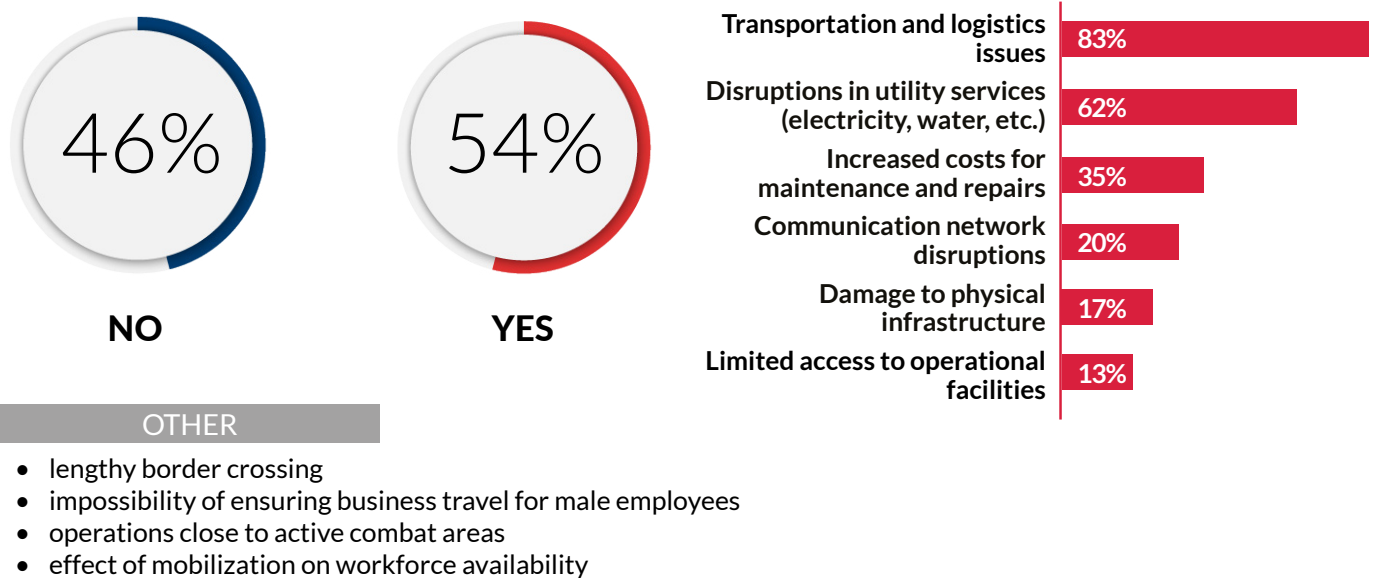 46%
NO
54%
YES
Transportation and logistics
issues
83%
Disruptions in utility services
(electricity, water, etc.)
62%
Increased costs for
maintenance and repairs
35%
Communication network
disruptions
20%
Damage to physical
infrastructure
17%
Limited access to operational
facilities
13%
OTHER
• lengthy border crossing
• impossibility of ensuring business travel for male employees
• operations close to active combat areas
• effect of mobilization on workforce availability